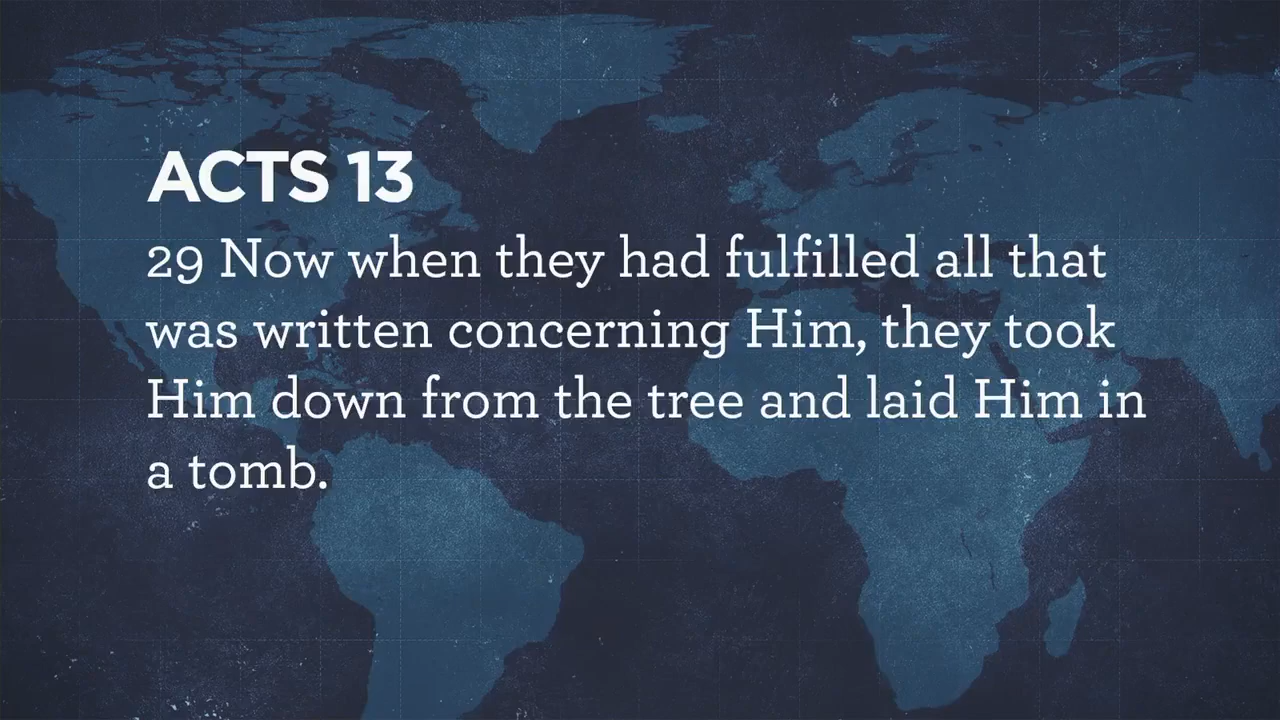 ACTS 13
29 Now when they had fulfilled all that
was written concerning Him, they took
Him down from the tree and laid Him in
a tomb.